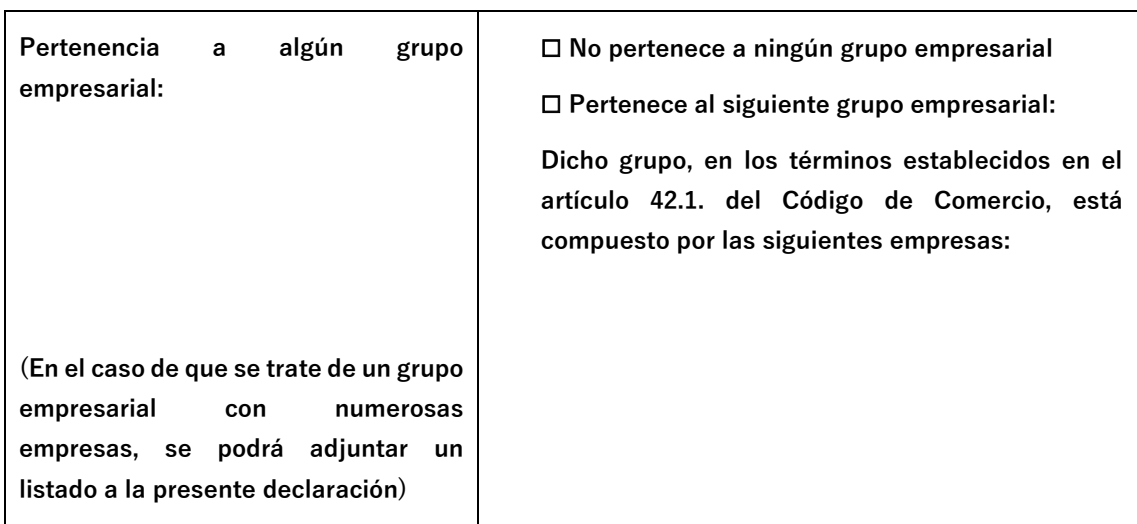 Pertenencia a algún grupo
empresarial:
(En el caso de que se trate de un grupo
empresarial con numerosas
empresas, se podrá adjuntar un
listado a la presente declaración)
☐ No pertenece a ningún grupo empresarial
☐ Pertenece al siguiente grupo empresarial:
Dicho grupo, en los términos establecidos en el
artículo 42.1. del Código de Comercio, está
compuesto por las siguientes empresas: